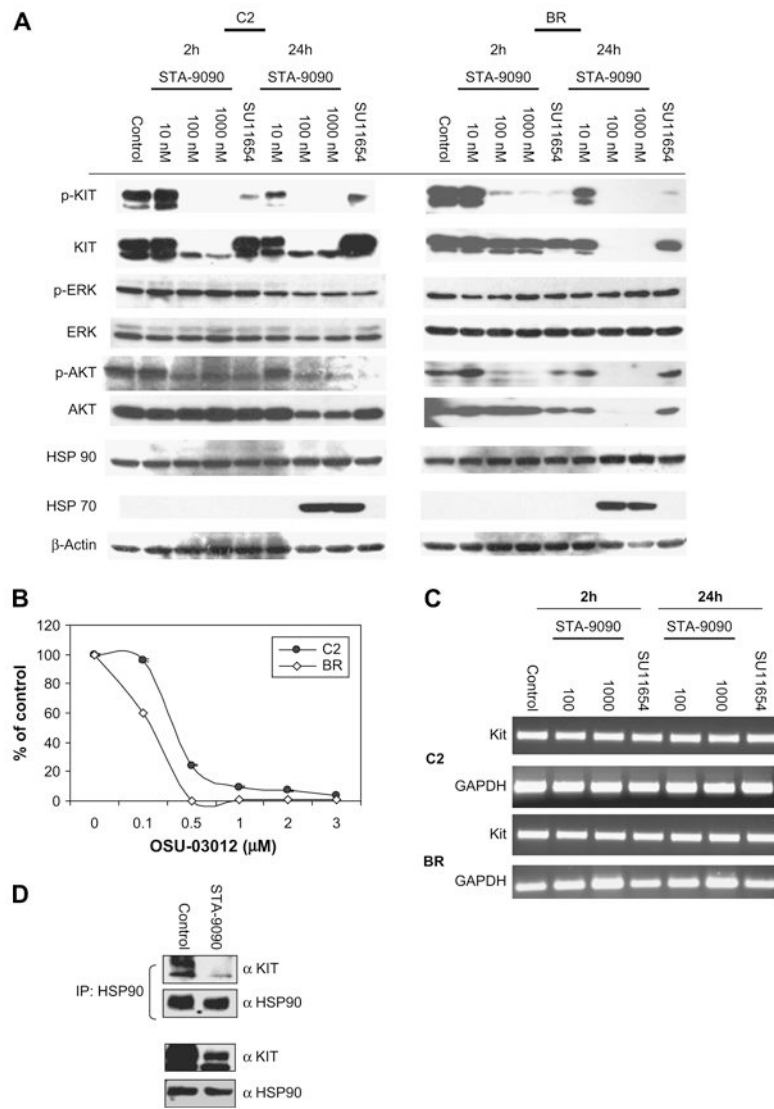 A
C2
BR
2h
24h
2h
24h
STA-9090
STA-9090
STA-9090
STA-9090
Control
10 nM
100 nM
1000 nM
SU11654
10 nM
100 nM
1000 nM
SU11654
Control
10 nM
100 nM
1000 nM
SU11654
10 nM
100 nM
1000 nM
SU11654
p-KIT
KIT
p-ERK
ERK
p-AKT
AKT
HSP 90
HSP 70
β-Actin
B
% of control
120
100
80
60
40
20
0
0 0.1 0.5 1 2 3
OSU-03012 (μM)
C2
BR
C
2h 24h
STA-9090 STA-9090
Control
100
1000
SU11654
100
1000
SU11654
C2
Kit
GAPDH
BR
Kit
GAPDH
D
Control
STA-9090
IP: HSP90
α KIT
α HSP90
α KIT
α HSP90